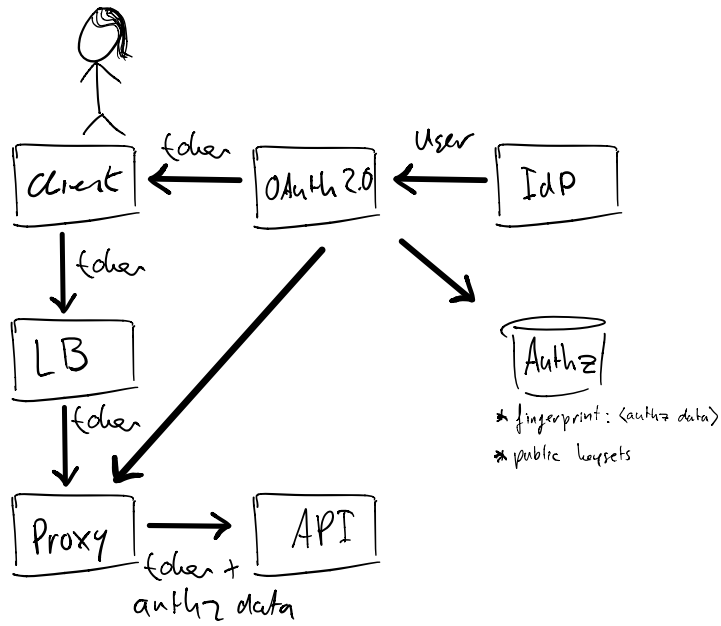 token
User
Client
OAuth 2.0
IdP
token
LB
Authz
token
* fingerprint: <authz data>
* public keysets
Proxy
API
token +
authz data